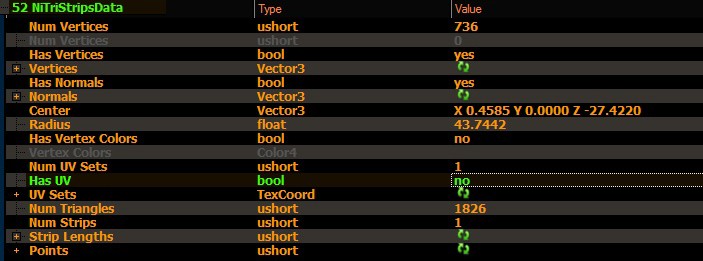 52 NiTriStripsData Type Value
Num Vertices ushort 736
Num Vertices ushort 0
Has Vertices bool yes
Vertices Vector3
Has Normals bool yes
Normals Vector3
Center Vector3 X 0.4585 Y 0.0000 Z -27.4220
Radius float 43.7442
Has Vertex Colors bool no
Vertex Colors Color4
Num UV Sets ushort 1
Has UV bool no
UV Sets TexCoord
Num Triangles ushort 1826
Num Strips ushort 1
Strip Lengths ushort
Points ushort